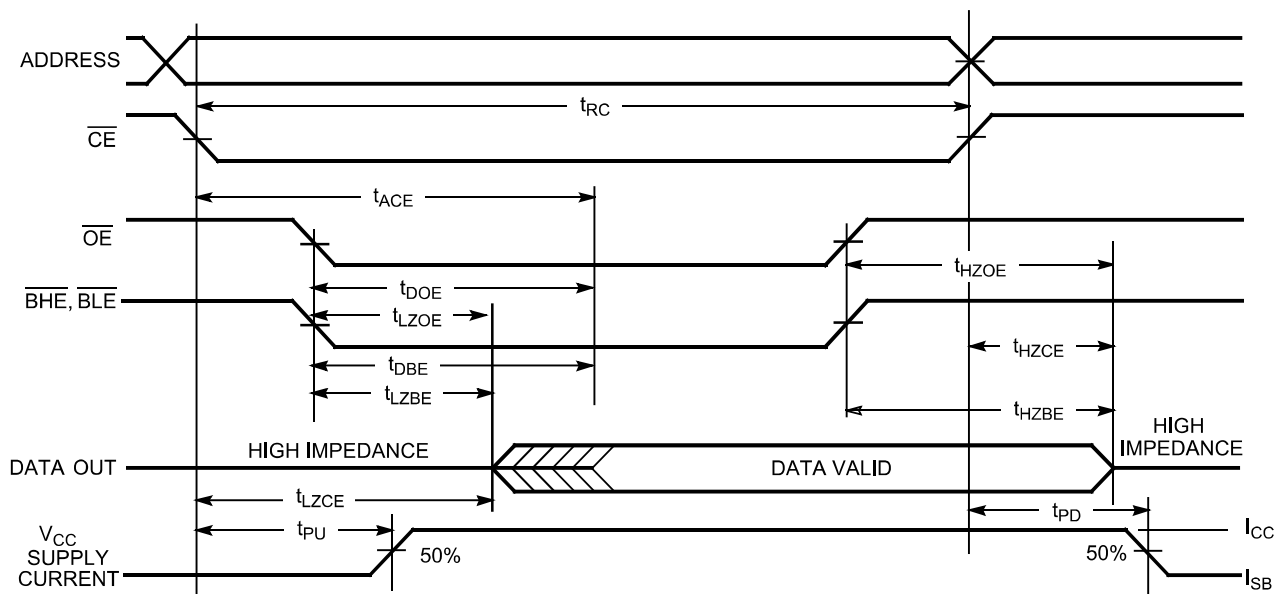 ADDRESS
tRC
CE
tACE
OE
tHZOE
tDOE
BHE, BLE
tLZOE
tHZCE
tDBE
tLZBE
tHZBE
HIGH IMPEDANCE
HIGH
IMPEDANCE
DATA OUT
DATA VALID
tLZCE
tPU
tPD
VCC
SUPPLY
CURRENT
50%
50%
ICC
ISB